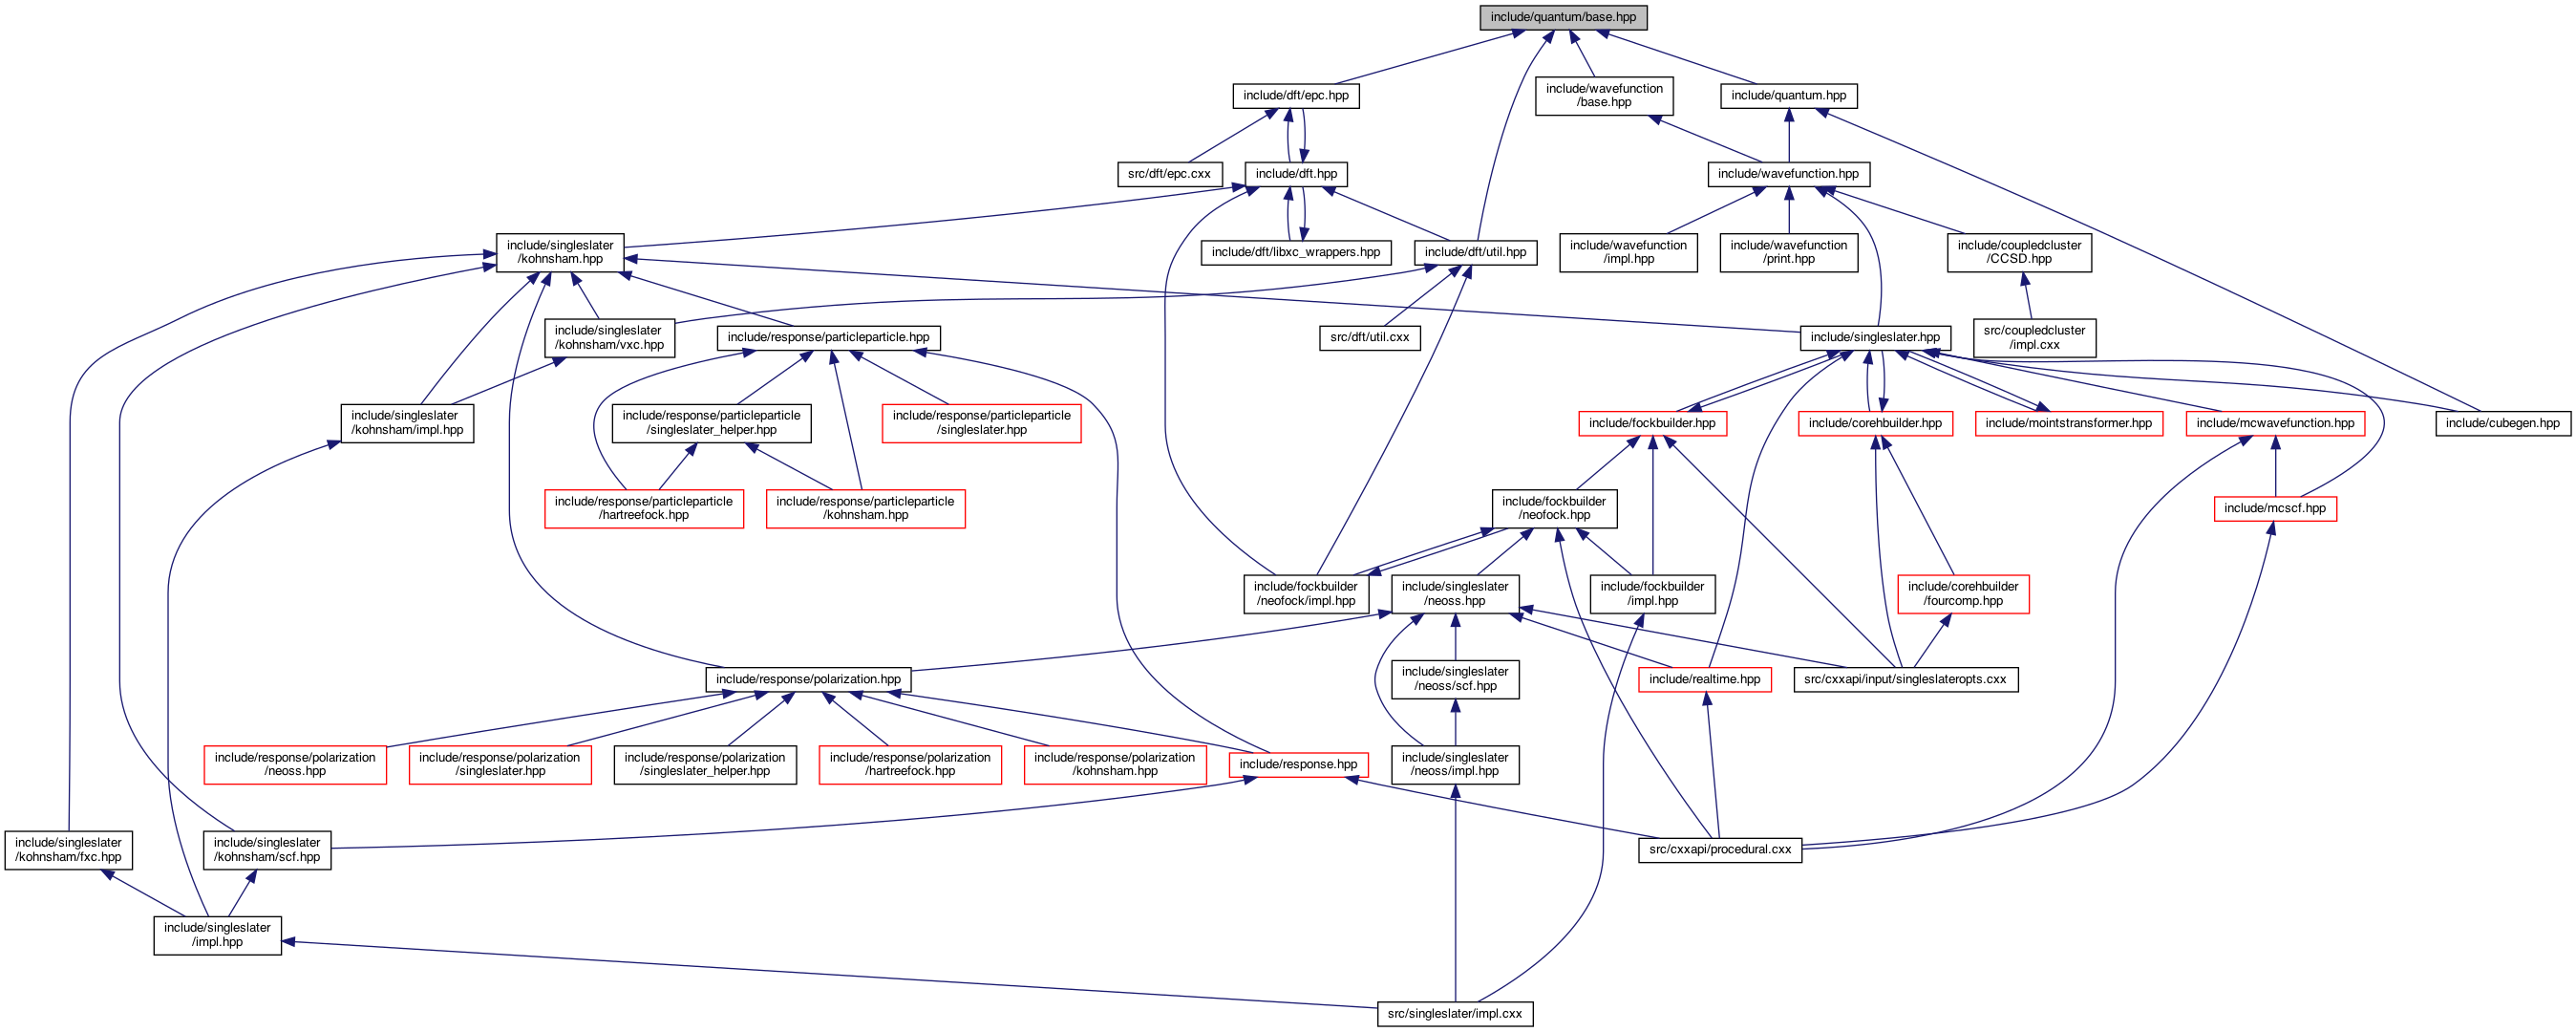 include/quantum/base.hpp
include/dft/epc.hpp
include/wavefunction
/base.hpp
include/quantum.hpp
src/dft/epc.cxx
include/dft.hpp
include/wavefunction.hpp
include/singleslater
/kohnsham.hpp
include/dft/libxc_wrappers.hpp
include/dft/util.hpp
include/wavefunction
/impl.hpp
include/wavefunction
/print.hpp
include/coupledcluster
/CCSD.hpp
include/singleslater
/kohnsham/vxc.hpp
include/response/particleparticle.hpp
src/dft/util.cxx
include/singleslater.hpp
src/coupledcluster
/impl.cxx
include/singleslater
/kohnsham/impl.hpp
include/response/particleparticle
/singleslater_helper.hpp
include/response/particleparticle
/singleslater.hpp
include/fockbuilder.hpp
include/corehbuilder.hpp
include/mointstransformer.hpp
include/mcwavefunction.hpp
include/cubegen.hpp
include/response/particleparticle
/hartreefock.hpp
include/response/particleparticle
/kohnsham.hpp
include/fockbuilder
/neofock.hpp
include/mcscf.hpp
include/fockbuilder
/neofock/impl.hpp
include/singleslater
/neoss.hpp
include/fockbuilder
/impl.hpp
include/corehbuilder
/fourcomp.hpp
include/response/polarization.hpp
include/singleslater
/neoss/scf.hpp
include/realtime.hpp
src/cxxapi/input/singleslateropts.cxx
include/response/polarization
/neoss.hpp
include/response/polarization
/singleslater.hpp
include/response/polarization
/singleslater_helper.hpp
include/response/polarization
/hartreefock.hpp
include/response/polarization
/kohnsham.hpp
include/response.hpp
include/singleslater
/neoss/impl.hpp
include/singleslater
/kohnsham/fxc.hpp
include/singleslater
/kohnsham/scf.hpp
src/cxxapi/procedural.cxx
include/singleslater
/impl.hpp
src/singleslater/impl.cxx